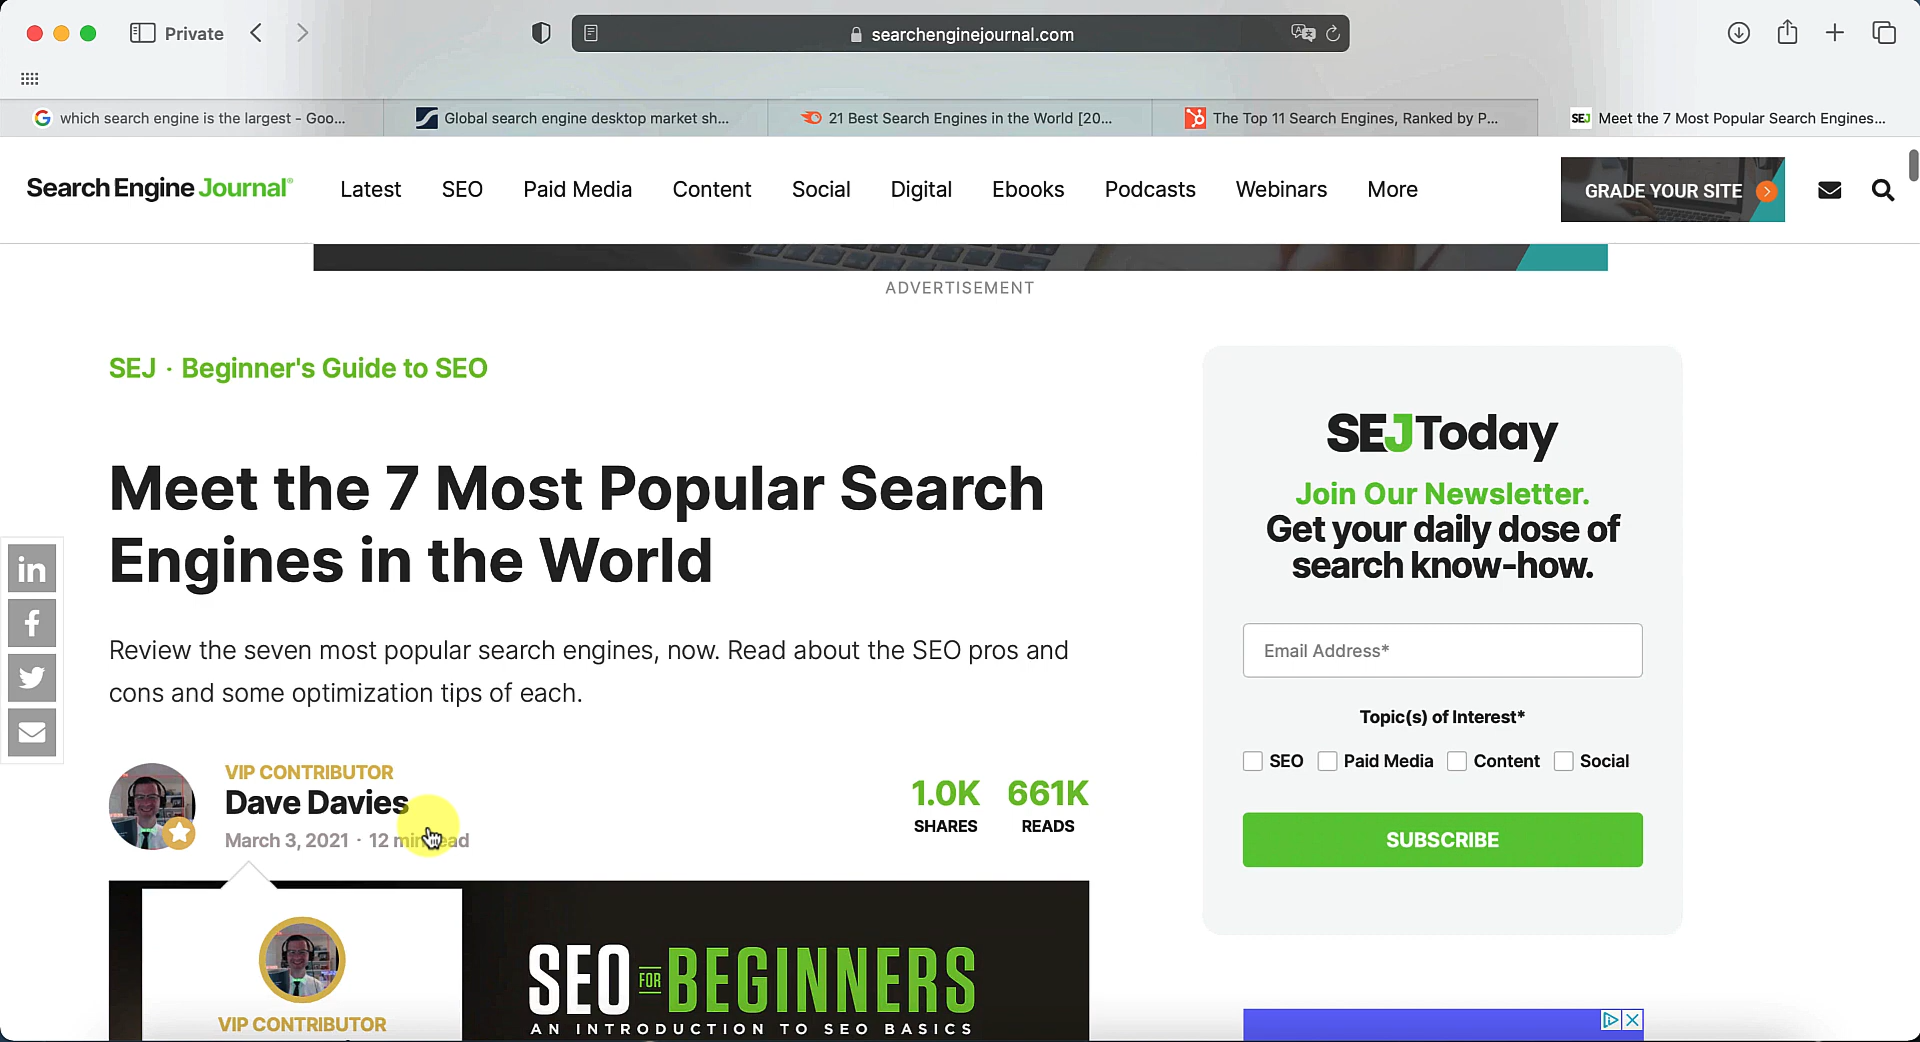 Private
searchenginejournal.com
which search engine is the largest - Goo...
Global search engine desktop market sh...
21 Best Search Engines in the World [20...
The Top 11 Search Engines, Ranked by P...
SEJ Meet the 7 Most Popular Search Engines...
Search Engine Journal®
Latest
SEO
Paid Media
Content
Social
Digital
Ebooks
Podcasts
Webinars
More
GRADE YOUR SITE
ADVERTISEMENT
SEJ · Beginner's Guide to SEO
Meet the 7 Most Popular Search
Engines in the World
Review the seven most popular search engines, now. Read about the SEO pros and
cons and some optimization tips of each.
VIP CONTRIBUTOR
Dave Davies
March 3, 2021 · 12 min read
1.0K
SHARES
661K
READS
VIP CONTRIBUTOR
SEO FOR BEGINNERS
AN INTRODUCTION TO SEO BASICS
SEJToday
Join Our Newsletter.
Get your daily dose of
search know-how.
Email Address*
Topic(s) of Interest*
SEO
Paid Media
Content
Social
SUBSCRIBE